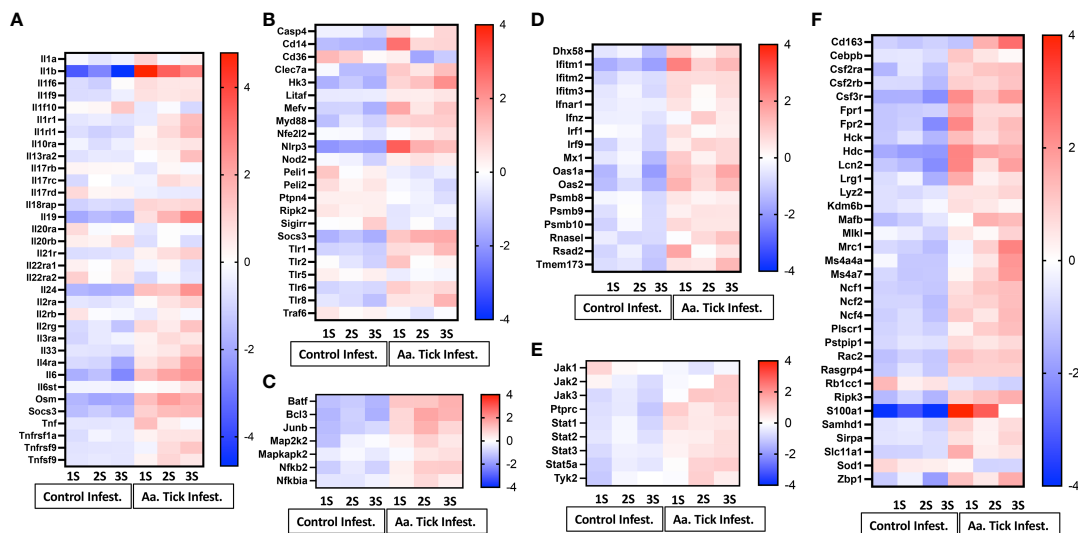 A
Il1a
Il1b
Il1f6
Il1f9
Il1f10
Il1r1
Il1rl1
Il10ra
Il13ra2
Il17rb
Il17rc
Il17rd
Il18rap
Il19
Il20ra
Il20rb
Il21r
Il22ra1
Il22ra2
Il24
Il2ra
Il2rb
Il2rg
Il3ra
Il33
Il4ra
Il6
Il6st
Osm
Socs3
Tnf
Tnfrsf1a
Tnfrsf9
Tnfsf9
4
2
0
-2
-4
1S 2S 3S 1S 2S 3S
Control Infest. Aa. Tick Infest.
B
Casp4
Cd14
Cd36
Clec7a
Hk3
Litaf
Mefv
Myd88
Nfe2l2
Nlrp3
Nod2
Peli1
Peli2
Ptpn4
Ripk2
Sigirr
Socs3
Tlr1
Tlr2
Tlr5
Tlr6
Tlr8
Traf6
4
2
0
-2
-4
1S 2S 3S 1S 2S 3S
Control Infest. Aa. Tick Infest.
C
Batf
Bcl3
Junb
Map2k2
Mapkapk2
Nfkb2
Nfkbia
4
2
0
-2
-4
1S 2S 3S 1S 2S 3S
Control Infest. Aa. Tick Infest.
D
Dhx58
Ifitm1
Ifitm2
Ifitm3
Ifnar1
Ifnz
Irf1
Irf9
Mx1
Oas1a
Oas2
Psmb8
Psmb9
Psmb10
Rnasel
Rsad2
Tmem173
4
2
0
-2
-4
1S 2S 3S 1S 2S 3S
Control Infest. Aa. Tick Infest.
E
Jak1
Jak2
Jak3
Ptprc
Stat1
Stat2
Stat3
Stat5a
Tyk2
4
2
0
-2
-4
1S 2S 3S 1S 2S 3S
Control Infest. Aa. Tick Infest.
F
Cd163
Cebpb
Csf2ra
Csf2rb
Csf3r
Fpr1
Fpr2
Hck
Hdc
Lcn2
Lrg1
Lyz2
Kdm6b
Mafb
Mlkl
Mrc1
Ms4a4a
Ms4a7
Ncf1
Ncf2
Ncf4
Plscr1
Pstpip1
Rac2
Rasgrp4
Rb1cc1
Ripk3
S100a1
Samhd1
Sirpa
Slc11a1
Sod1
Zbp1
4
2
0
-2
-4
1S 2S 3S 1S 2S 3S
Control Infest. Aa. Tick Infest.